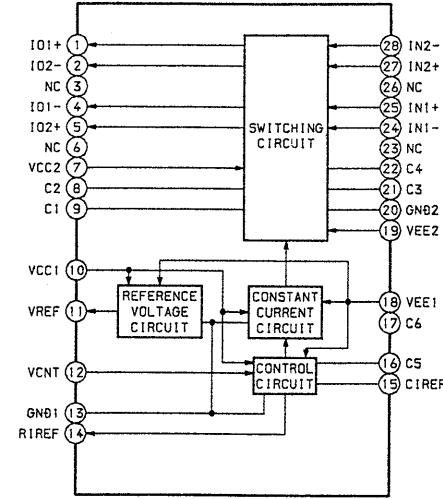 IO1+ 1
IO2- 2
NC 3
IO1- 4
IO2+ 5
NC 6
VCC2 7
C2 8
C1 9
VCC1 10
VREF 11
VCNT 12
GND1 13
RIREF 14
28 IN2-
27 IN2+
26 NC
25 IN1+
24 IN1-
23 NC
22 C4
21 C3
20 GND2
19 VEE2
18 VEE1
17 C6
16 C5
15 CIREF
SWITCHING
CIRCUIT
REFERENCE
VOLTAGE
CIRCUIT
CONSTANT
CURRENT
CIRCUIT
CONTROL
CIRCUIT